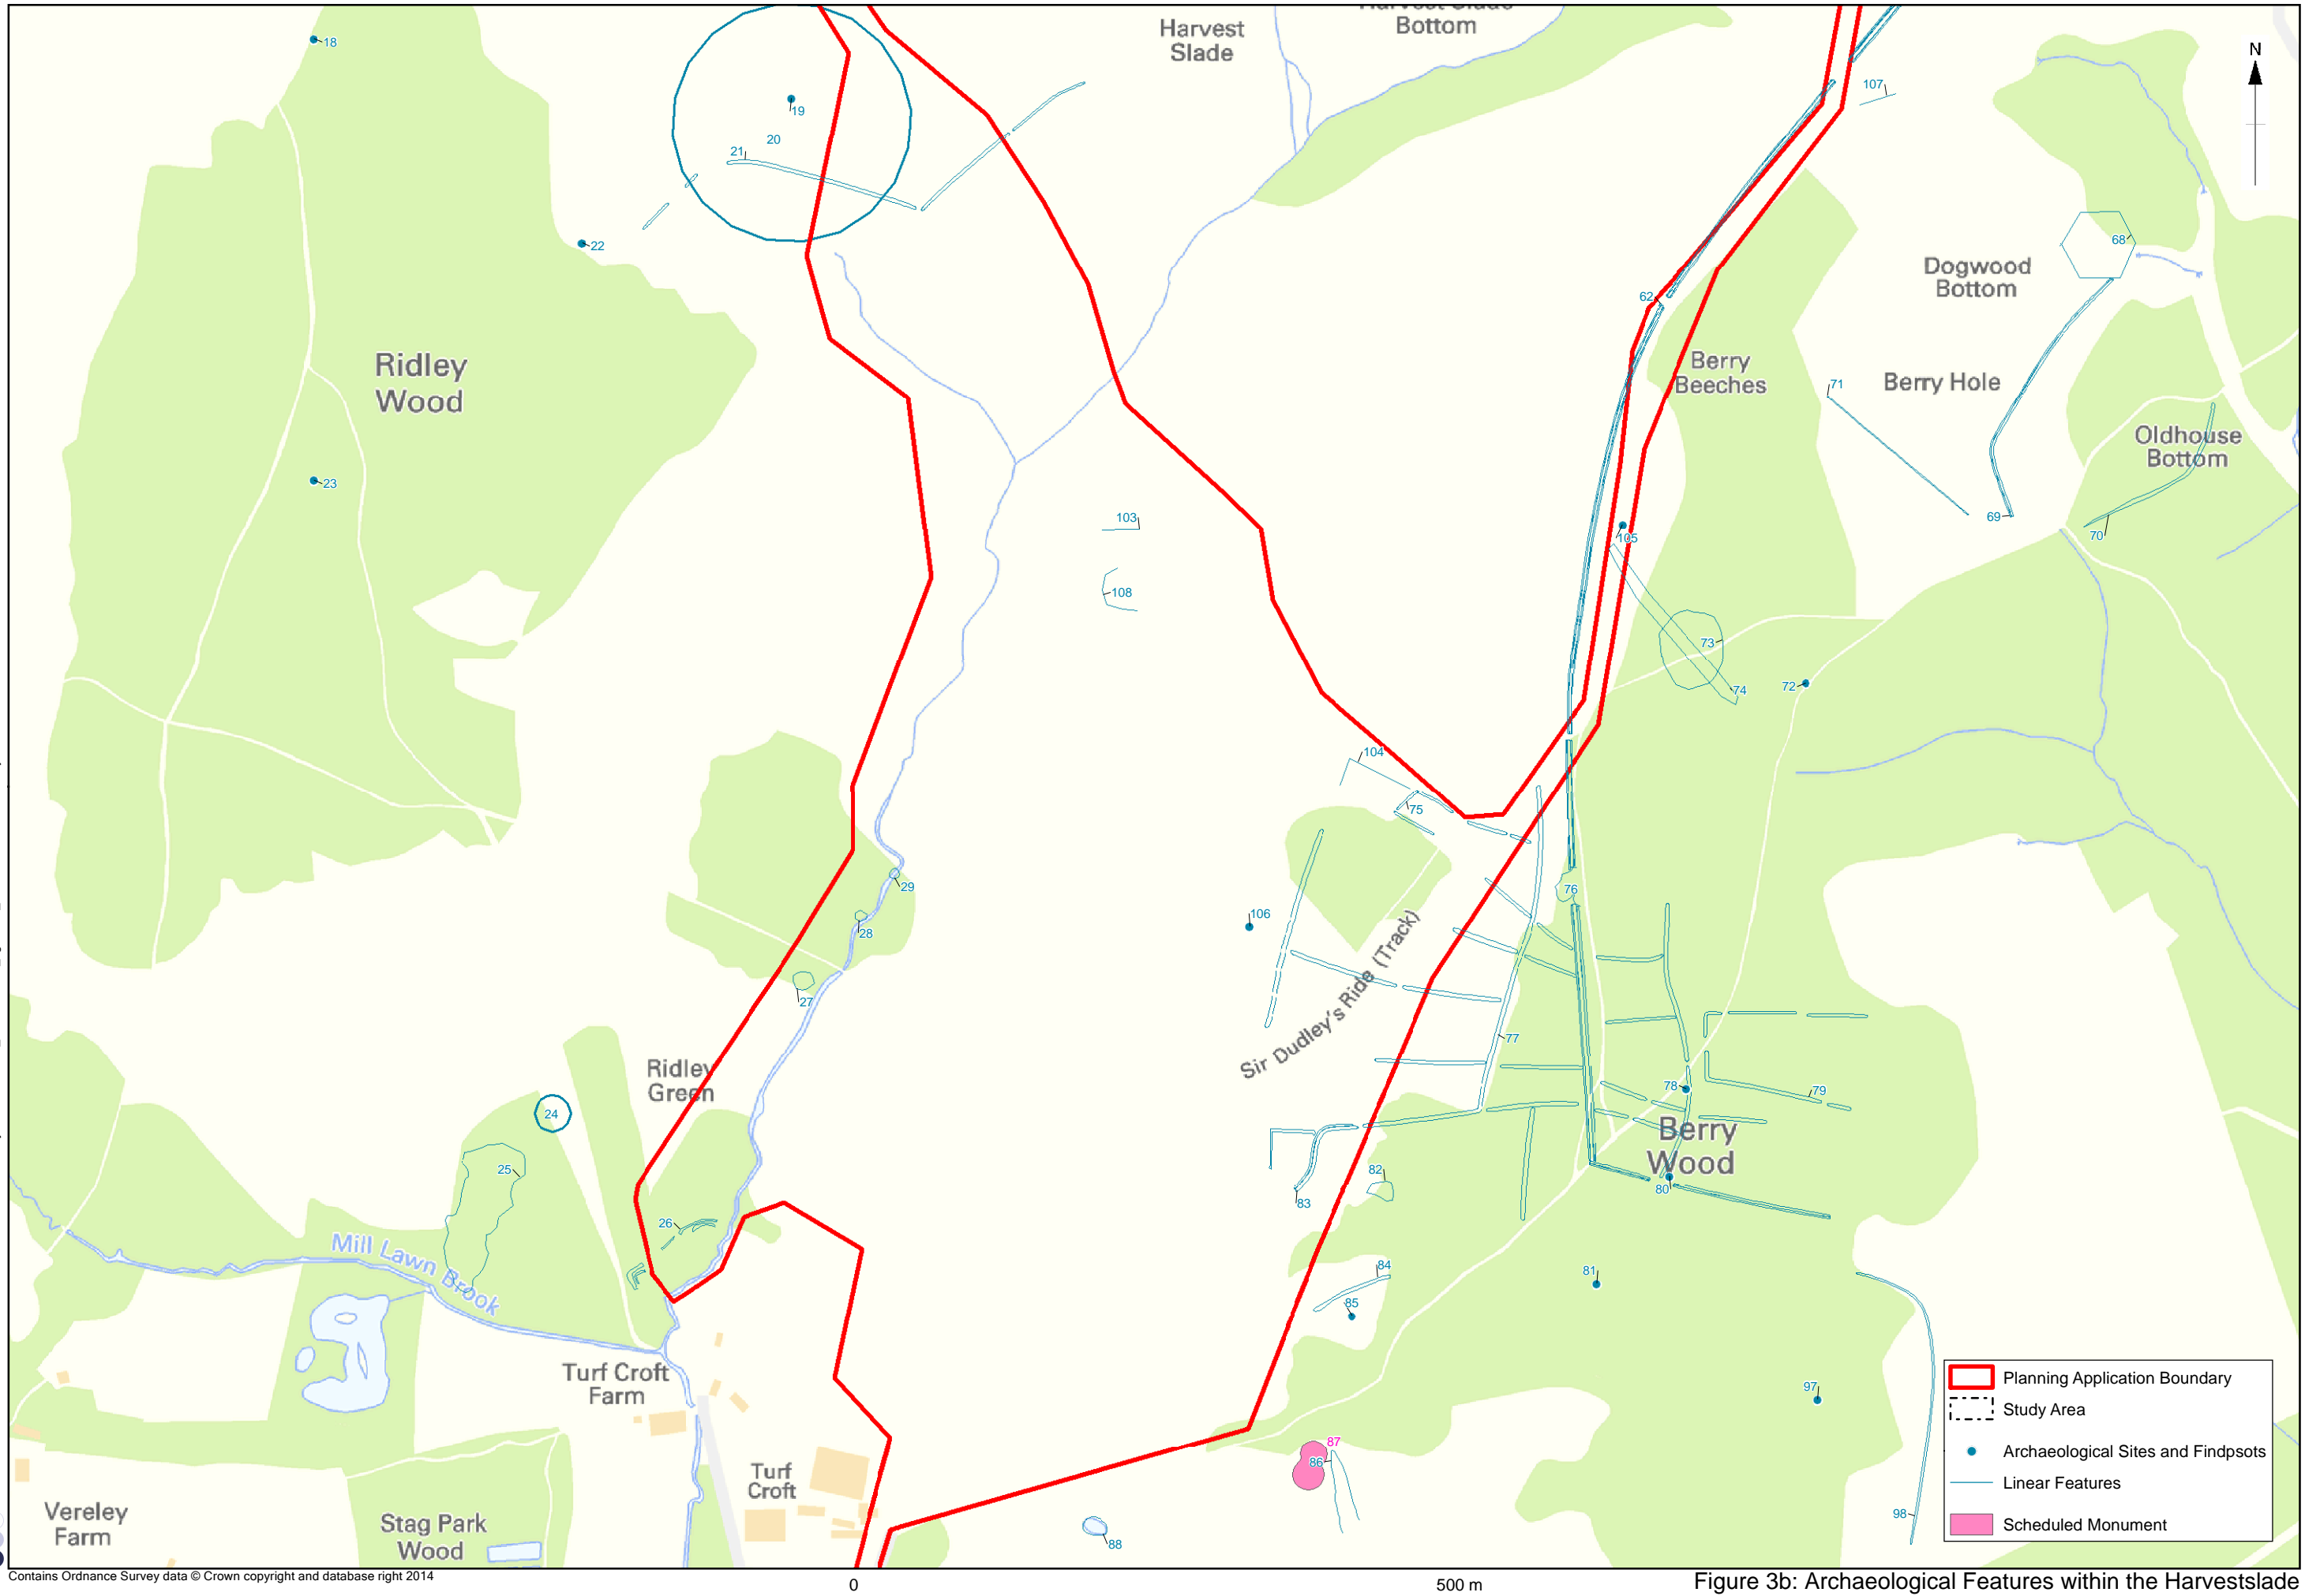 Harvest
Slade
Bottom
N
18
19
20
21
22
107
62
68
Dogwood
Bottom
Ridley
Wood
Berry
Beeches
Berry Hole
71
Oldhouse
Bottom
23
103
69
70
105
108
73
74
72
104
75
29
76
106
28
27
Sir Dudley's Ride (Track)
77
Ridley
Green
78
79
24
Berry
Wood
25
82
80
83
26
Mill Lawn Brook
84
81
85
Turf Croft
Farm
97
87
86
Turf
Croft
Vereley
Farm
Stag Park
Wood
88
98
Planning Application Boundary
Study Area
Archaeological Sites and Findpsots
Linear Features
Scheduled Monument
Contains Ordnance Survey data © Crown copyright and database right 2014
0
500 m
Figure 3b: Archaeological Features within the Harvestslade